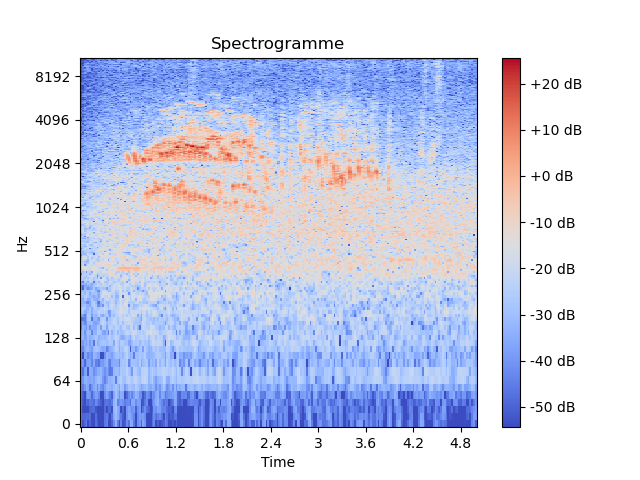 Spectrogramme
8192
4096
2048
1024
512
256
128
64
0
Hz
0 0.6 1.2 1.8 2.4 3 3.6 4.2 4.8
Time
+20 dB
+10 dB
+0 dB
-10 dB
-20 dB
-30 dB
-40 dB
-50 dB